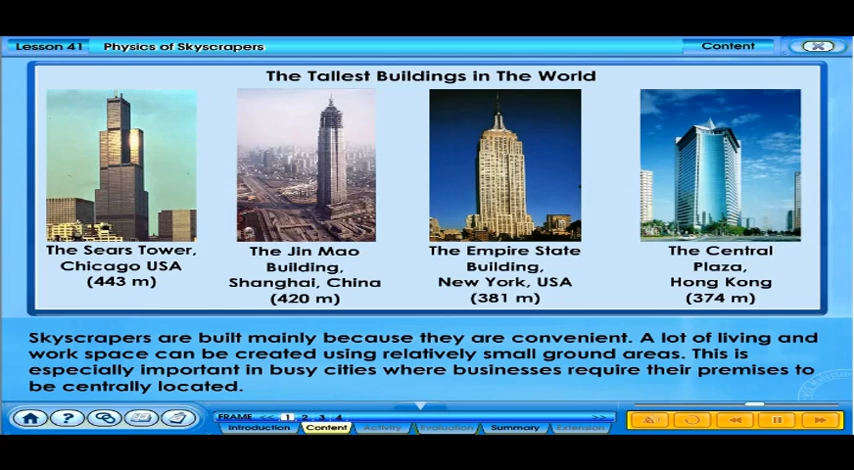 Lesson 41 Physics of Skyscrapers Content
The Tallest Buildings in The World
The Sears Tower,
Chicago USA
(443 m)
The Jin Mao
Building,
Shanghai, China
(420 m)
The Empire State
Building,
New York, USA
(381 m)
The Central
Plaza,
Hong Kong
(374 m)
Skyscrapers are built mainly because they are convenient. A lot of living and
work space can be created using relatively small ground areas. This is
especially important in busy cities where businesses require their premises to
be centrally located.
FRAME << 1 2 3 4 >>
Introduction Content Activity Evaluation Summary Extension